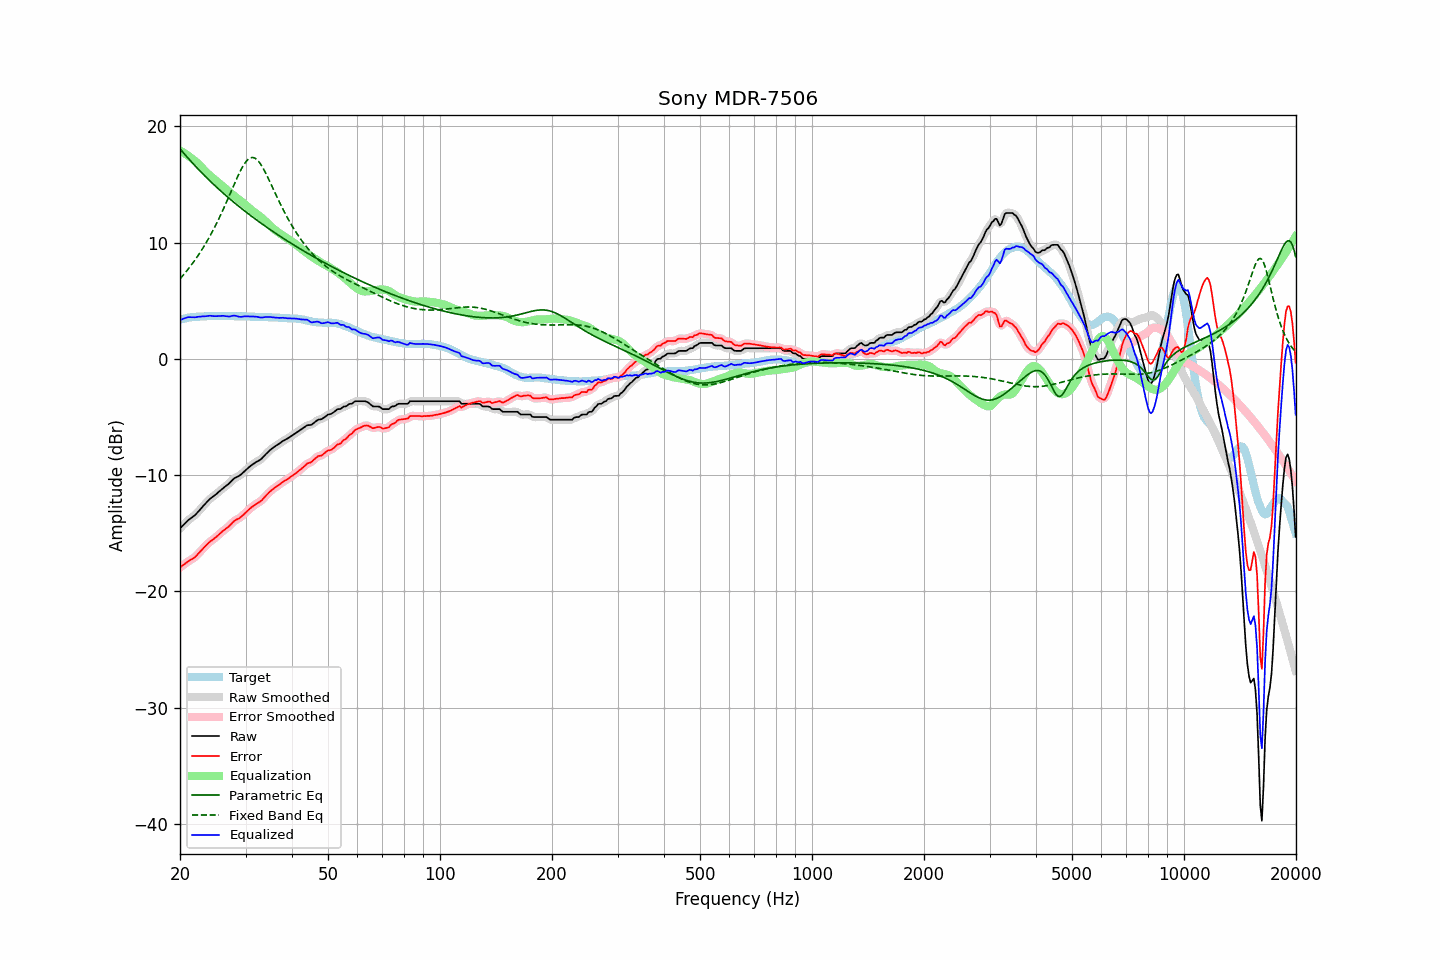 Sony MDR-7506
Amplitude (dBr)
20
10
0
−10
−20
−30
−40
Target
Raw Smoothed
Error Smoothed
Raw
Error
Equalization
Parametric Eq
Fixed Band Eq
Equalized
20 50 100 200 500 1000 2000 5000 10000 20000
Frequency (Hz)